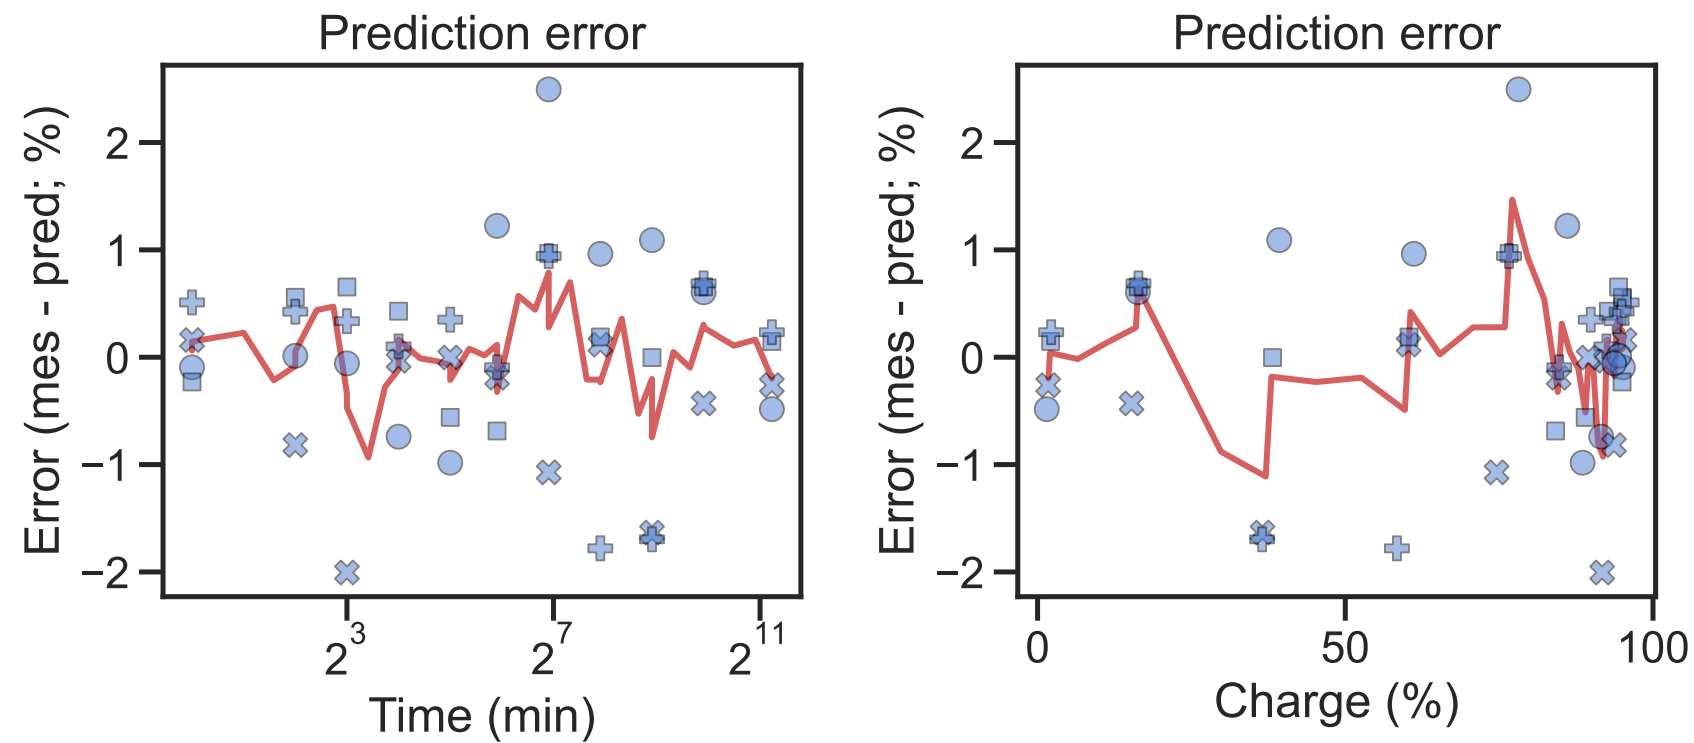 Prediction error
Error (mes - pred; %)
2
1
0
−1
−2
2^3
2^7
2^11
Time (min)
Prediction error
Error (mes - pred; %)
2
1
0
−1
−2
0
50
100
Charge (%)